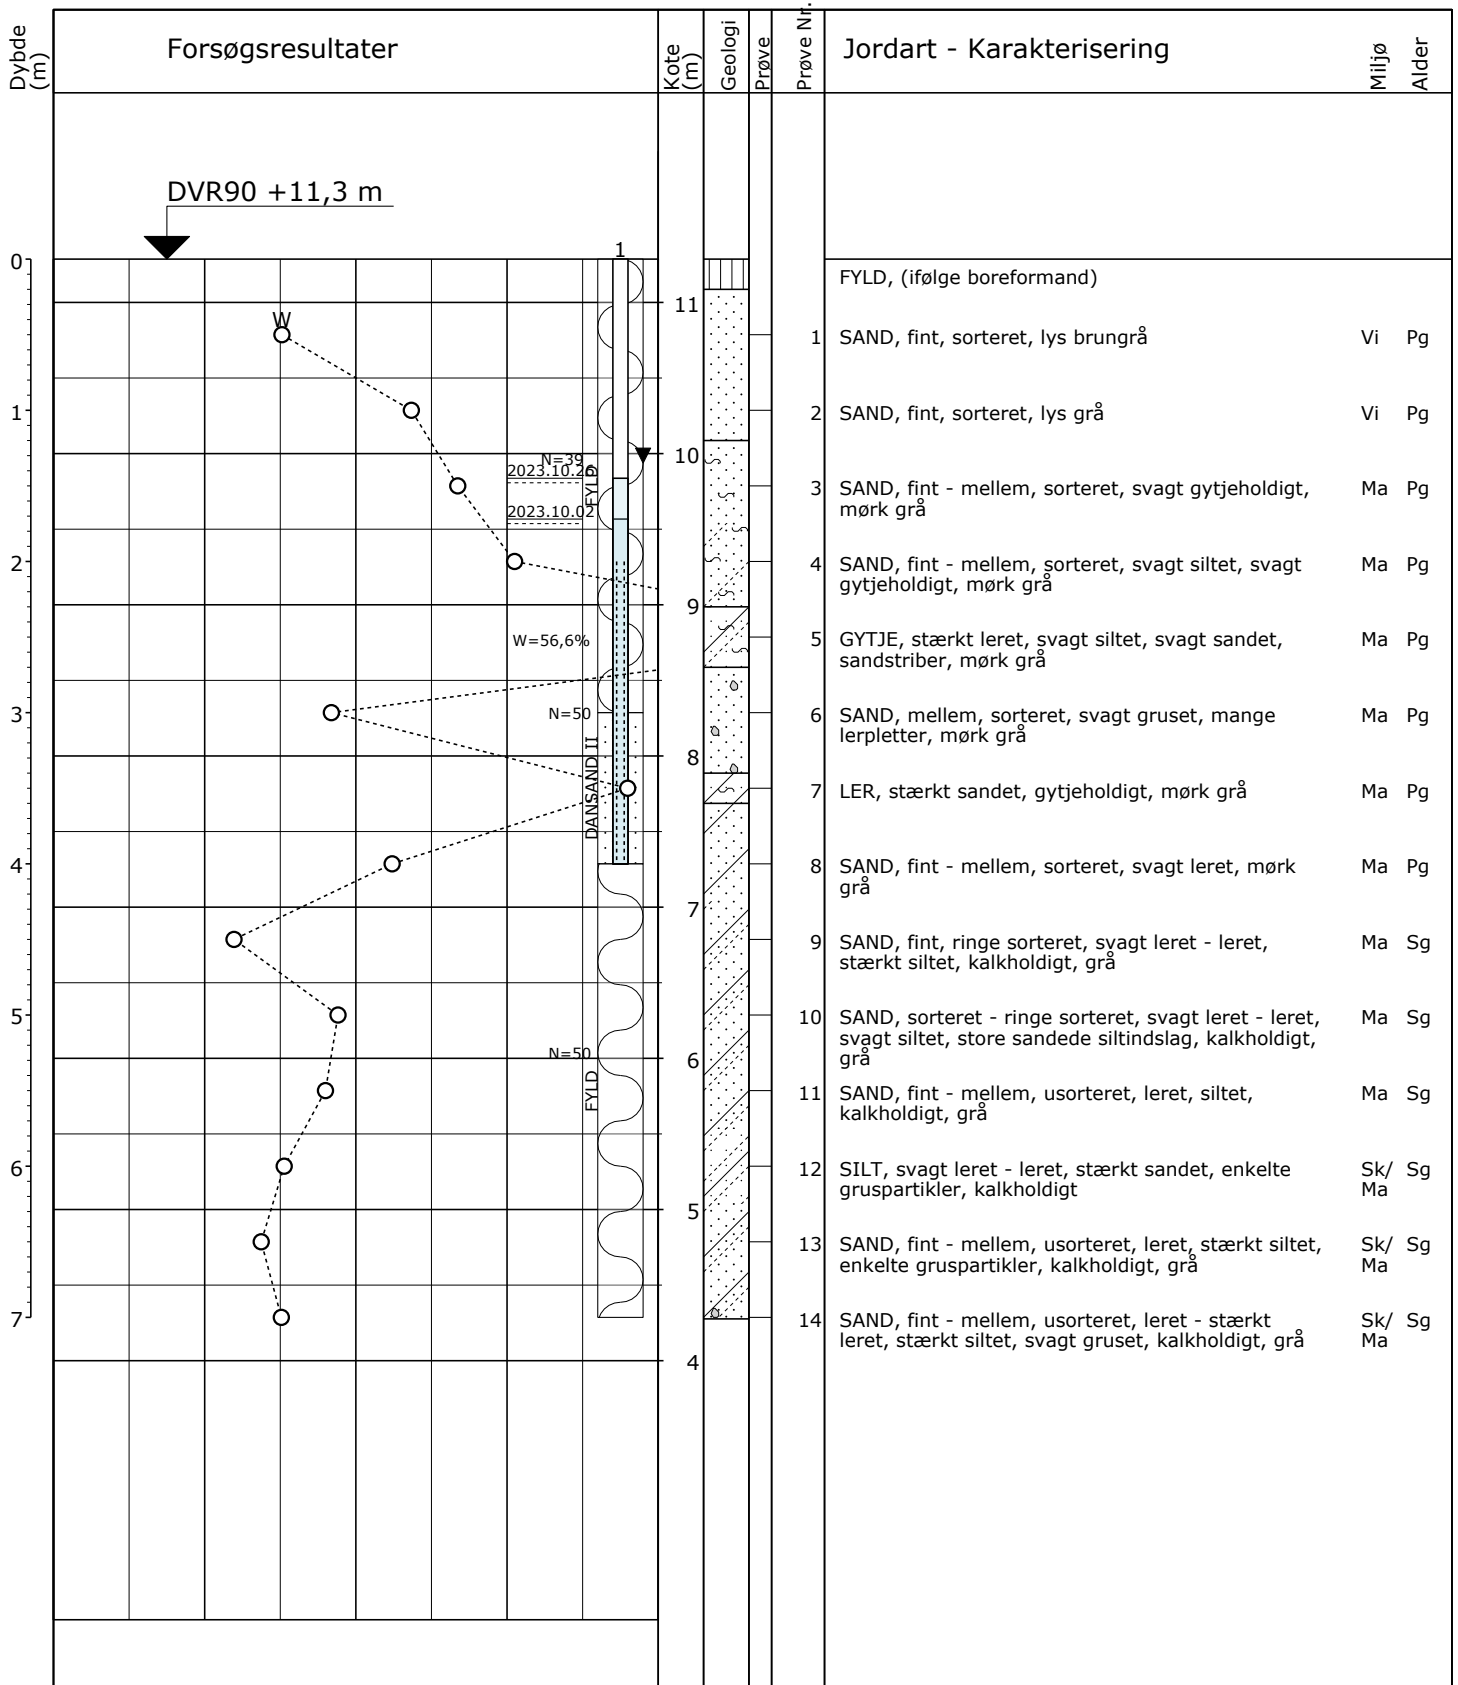 Dybde (m)
Forsøgsresultater
Kote (m)
Geologi
Prøve
Prøve Nr.
Jordart - Karakterisering
Miljø
Alder
DVR90 +11,3 m
1
0
FYLD, (ifølge boreformand)
11
W
1 SAND, fint, sorteret, lys brungrå Vi Pg
1
2 SAND, fint, sorteret, lys grå Vi Pg
10
N=39
2023.10.26
FYLD
3 SAND, fint - mellem, sorteret, svagt gytjeholdigt, Ma Pg
mørk grå
2023.10.02
2
4 SAND, fint - mellem, sorteret, svagt siltet, svagt Ma Pg
gytjeholdigt, mørk grå
9
W=56,6%
5 GYTJE, stærkt leret, svagt siltet, svagt sandet, Ma Pg
sandstriber, mørk grå
3
N=50
6 SAND, mellem, sorteret, svagt gruset, mange Ma Pg
lerpletter, mørk grå
8
DANSAND II
7 LER, stærkt sandet, gytjeholdigt, mørk grå Ma Pg
4
8 SAND, fint - mellem, sorteret, svagt leret, mørk Ma Pg
grå
7
9 SAND, fint, ringe sorteret, svagt leret - leret, Ma Sg
stærkt siltet, kalkholdigt, grå
5
10 SAND, sorteret - ringe sorteret, svagt leret - leret, Ma Sg
svagt siltet, store sandede siltindslag, kalkholdigt,
grå
N=50
6
FYLD
11 SAND, fint - mellem, usorteret, leret, siltet, Ma Sg
kalkholdigt, grå
6
12 SILT, svagt leret - leret, stærkt sandet, enkelte Sk/ Sg
gruspartikler, kalkholdigt Ma
5
13 SAND, fint - mellem, usorteret, leret, stærkt siltet, Sk/ Sg
enkelte gruspartikler, kalkholdigt, grå Ma
7
14 SAND, fint - mellem, usorteret, leret - stærkt Sk/ Sg
leret, stærkt siltet, svagt gruset, kalkholdigt, grå Ma
4